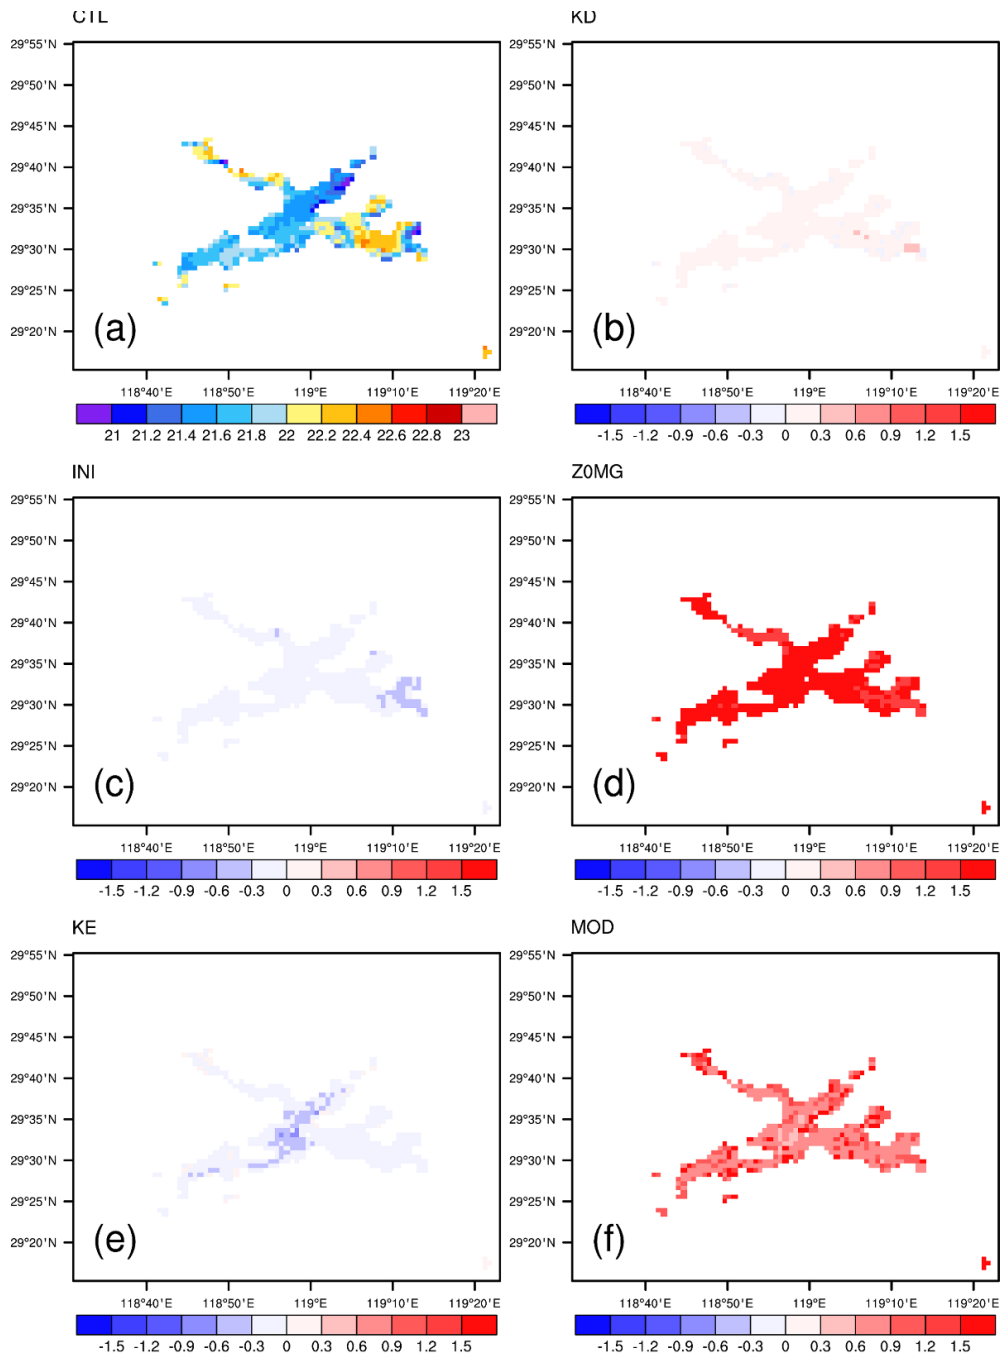 CTL
KD
29°55'N
29°50'N
29°45'N
29°40'N
29°35'N
29°30'N
29°25'N
29°20'N
(a)
118°40'E 118°50'E 119°E 119°10'E 119°20'E
21 21.2 21.4 21.6 21.8 22 22.2 22.4 22.6 22.8 23
29°55'N
29°50'N
29°45'N
29°40'N
29°35'N
29°30'N
29°25'N
29°20'N
(b)
118°40'E 118°50'E 119°E 119°10'E 119°20'E
-1.5 -1.2 -0.9 -0.6 -0.3 0 0.3 0.6 0.9 1.2 1.5
INI
Z0MG
29°55'N
29°50'N
29°45'N
29°40'N
29°35'N
29°30'N
29°25'N
29°20'N
(c)
118°40'E 118°50'E 119°E 119°10'E 119°20'E
-1.5 -1.2 -0.9 -0.6 -0.3 0 0.3 0.6 0.9 1.2 1.5
29°55'N
29°50'N
29°45'N
29°40'N
29°35'N
29°30'N
29°25'N
29°20'N
(d)
118°40'E 118°50'E 119°E 119°10'E 119°20'E
-1.5 -1.2 -0.9 -0.6 -0.3 0 0.3 0.6 0.9 1.2 1.5
KE
MOD
29°55'N
29°50'N
29°45'N
29°40'N
29°35'N
29°30'N
29°25'N
29°20'N
(e)
118°40'E 118°50'E 119°E 119°10'E 119°20'E
-1.5 -1.2 -0.9 -0.6 -0.3 0 0.3 0.6 0.9 1.2 1.5
29°55'N
29°50'N
29°45'N
29°40'N
29°35'N
29°30'N
29°25'N
29°20'N
(f)
118°40'E 118°50'E 119°E 119°10'E 119°20'E
-1.5 -1.2 -0.9 -0.6 -0.3 0 0.3 0.6 0.9 1.2 1.5